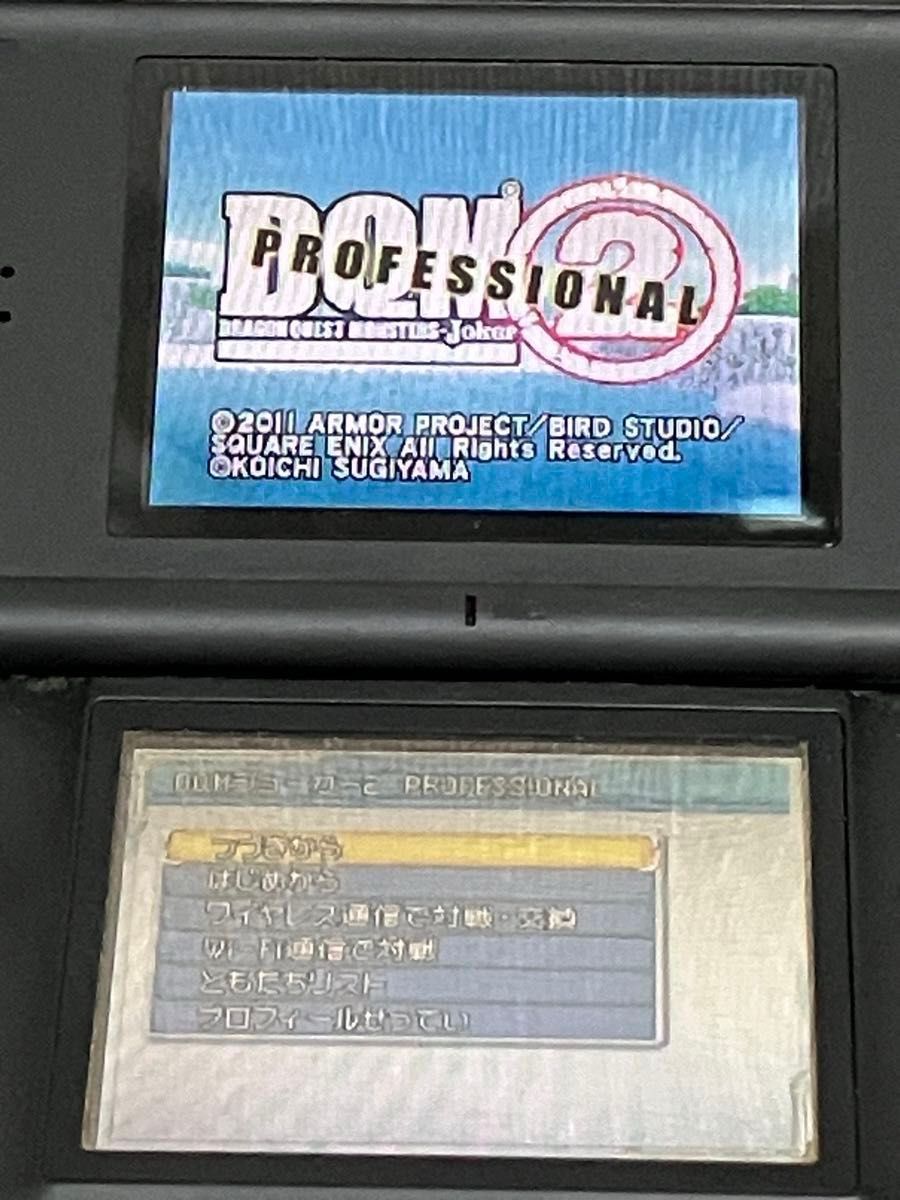 DQM®
2
PROFESSIONAL
DRAGON QUEST MONSTERS-Joker
©2011 ARMOR PROJECT/BIRD STUDIO/
SQUARE ENIX All Rights Reserved.
©KOICHI SUGIYAMA
DQMジョーカー2 PROFESSIONAL
つづきから
はじめから
ワイヤレス通信で対戦・交換
Wi-Fi通信で対戦
ともだちリスト
プロフィールせってい